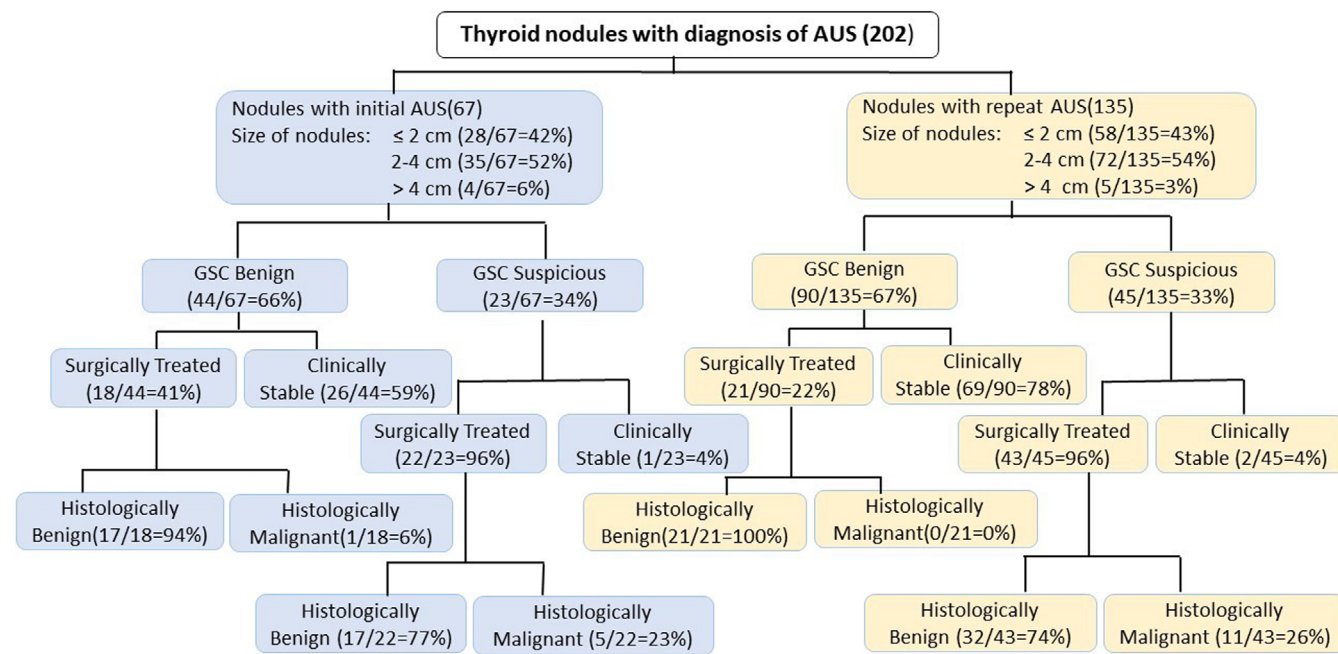 Thyroid nodules with diagnosis of AUS (202)
Nodules with initial AUS(67)
Size of nodules: ≤ 2 cm (28/67=42%)
2-4 cm (35/67=52%)
> 4 cm (4/67=6%)
Nodules with repeat AUS(135)
Size of nodules: ≤ 2 cm (58/135=43%)
2-4 cm (72/135=54%)
> 4 cm (5/135=3%)
GSC Benign
(44/67=66%)
GSC Suspicious
(23/67=34%)
GSC Benign
(90/135=67%)
GSC Suspicious
(45/135=33%)
Surgically Treated
(18/44=41%)
Clinically
Stable (26/44=59%)
Surgically Treated
(21/90=22%)
Clinically
Stable (69/90=78%)
Surgically Treated
(22/23=96%)
Clinically
Stable (1/23=4%)
Surgically Treated
(43/45=96%)
Clinically
Stable (2/45=4%)
Histologically
Benign(17/18=94%)
Histologically
Malignant(1/18=6%)
Histologically
Benign(21/21=100%)
Histologically
Malignant(0/21=0%)
Histologically
Benign (17/22=77%)
Histologically
Malignant (5/22=23%)
Histologically
Benign (32/43=74%)
Histologically
Malignant (11/43=26%)